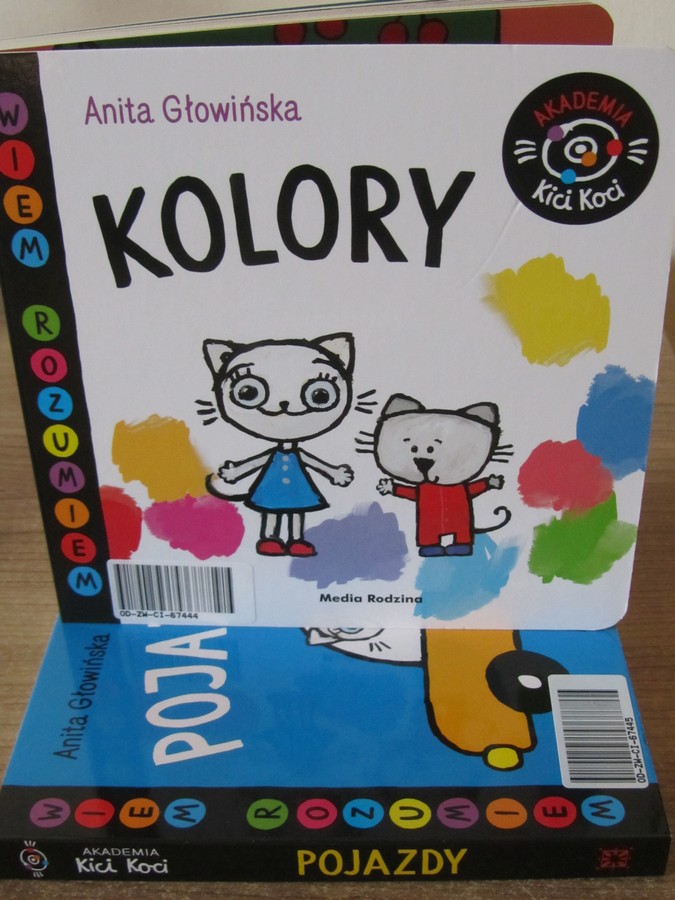 Anita Głowińska
AKADEMIA
Kici Koci
KOLORY
WIEM ROZUMIEM
Media Rodzina
OD-ZW-CI-67444
Anita Głowińska
POJA
OD-ZW-CI-67445
WIEM ROZUMIEM
AKADEMIA
Kici Koci
POJAZDY